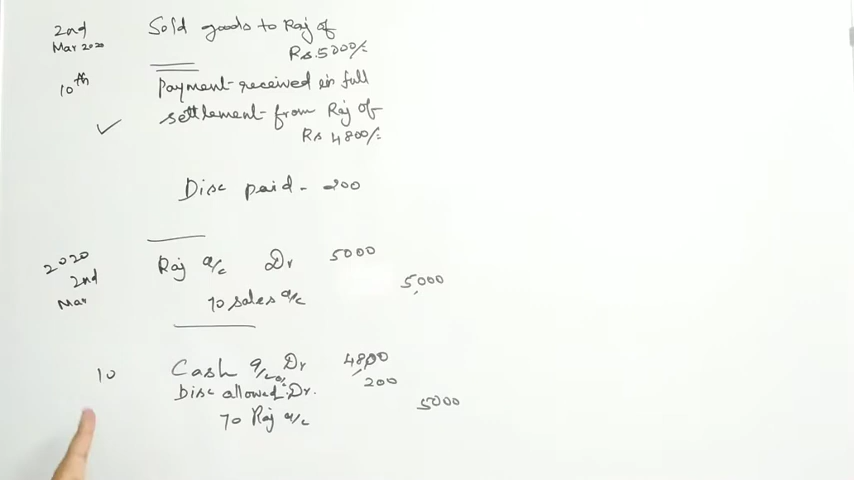 2nd Sold goods to Raj of
Mar 2020 Rs.5000/-
10th Payment received in full
settlement from Raj of
Rs 4800/-
Disc paid - 200
2020 Raj a/c Dr 5000
2nd 5,000
Mar To sales a/c
10 Cash a/c Dr 4800
Disc allowed Dr. 200
To Raj a/c 5000